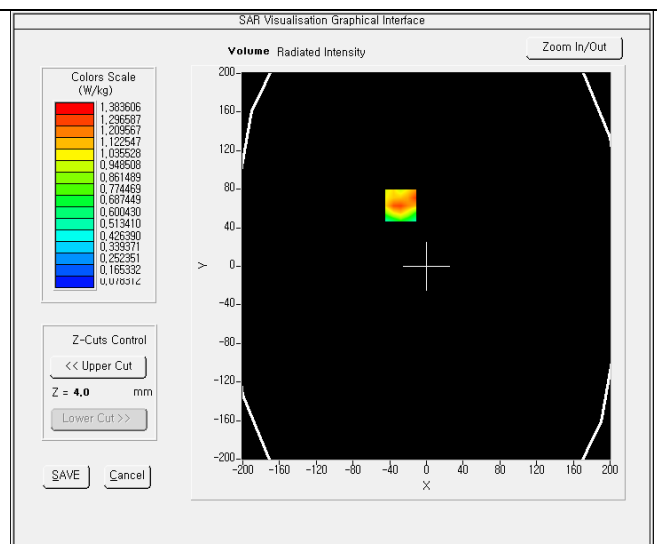 SAR Visualisation Graphical Interface
Volume Radiated Intensity
Zoom In/Out
Colors Scale
(W/kg)
1,383606
1,296587
1,209567
1,122547
1,035528
0,948508
0,861489
0,774469
0,687449
0,600430
0,513410
0,426390
0,339371
0,252351
0,165332
0,078312
Z-Cuts Control
<< Upper Cut
Z = 4.0 mm
Lower Cut >>
SAVE Cancel
200
160
120
80
40
0
-40
-80
-120
-160
-200
Y
-200 -160 -120 -80 -40 0 40 80 120 160 200
X